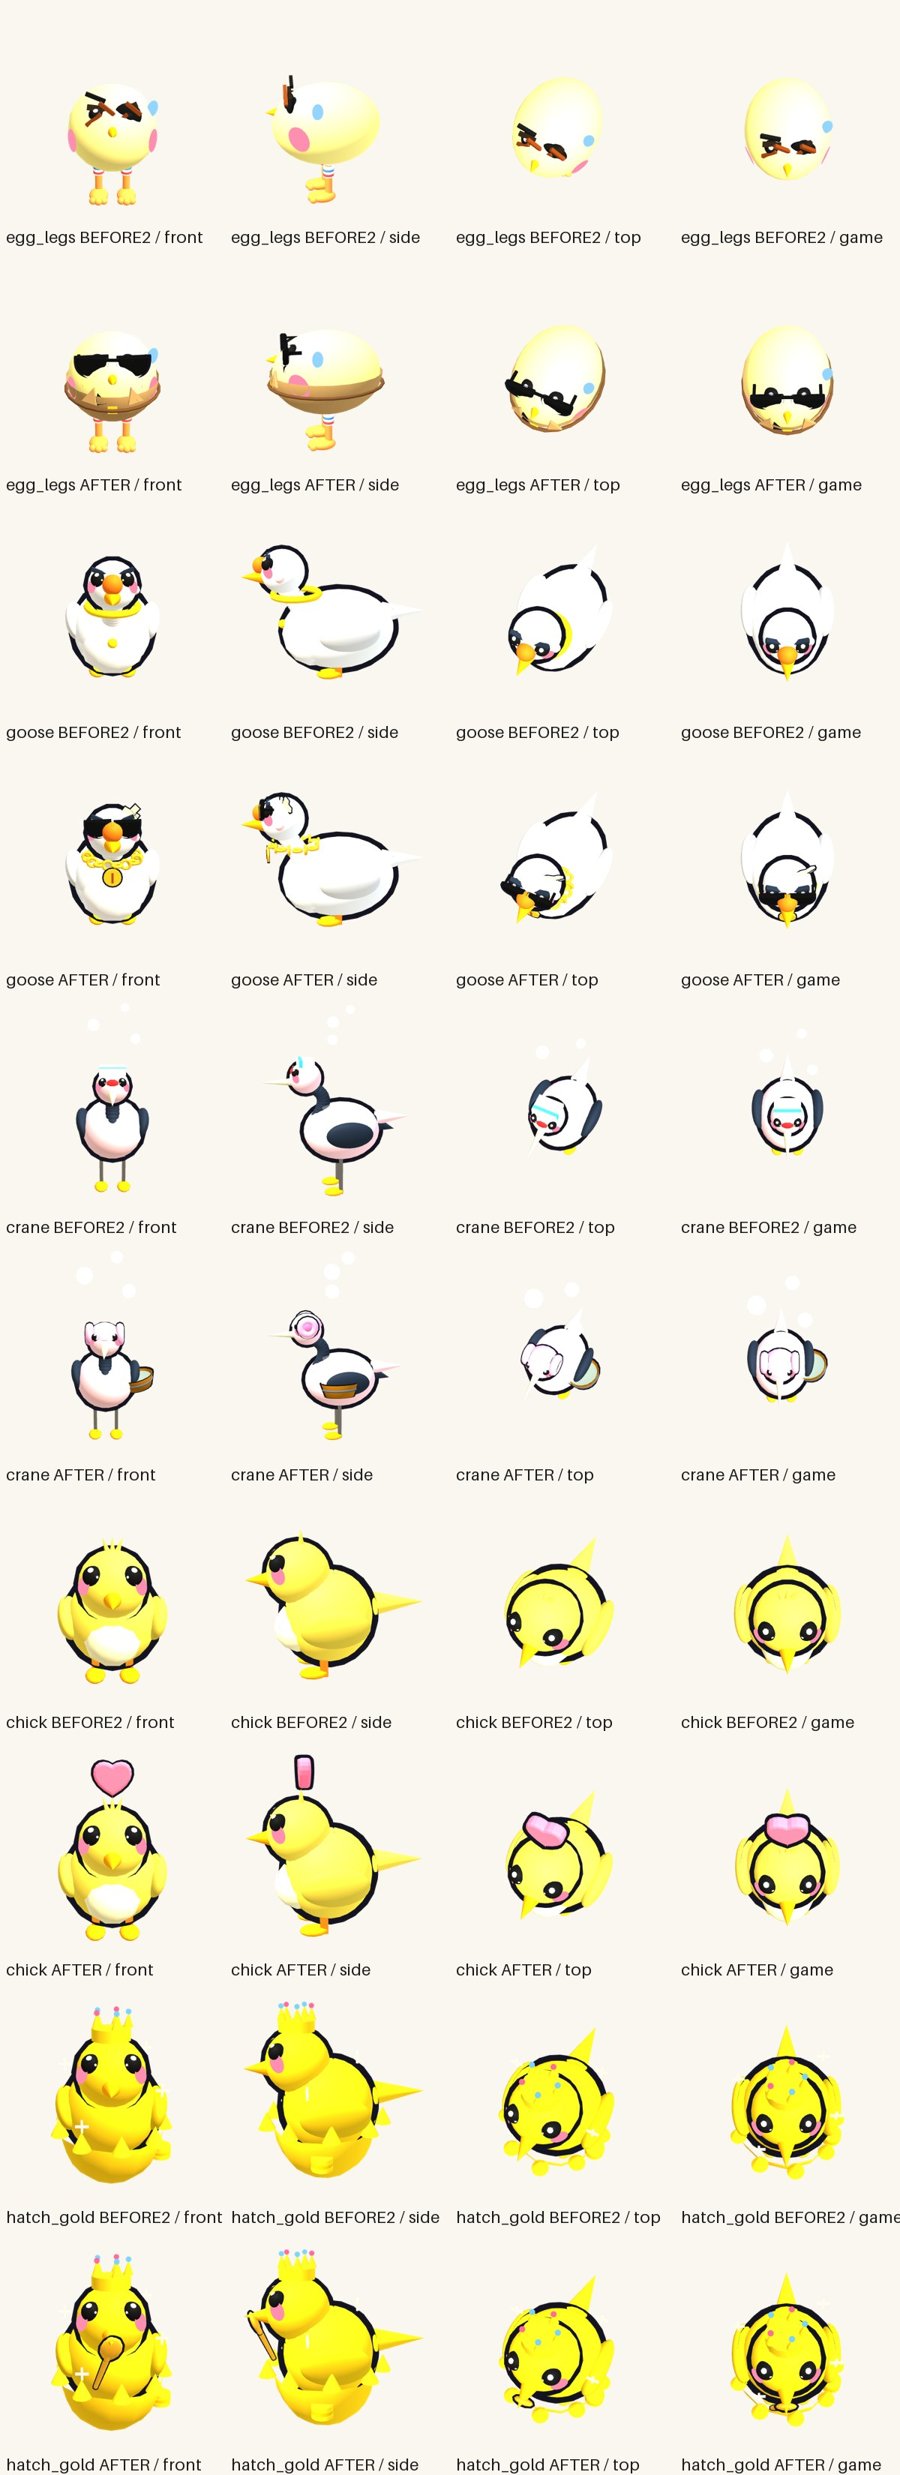 egg_legs BEFORE2 / front
egg_legs BEFORE2 / side
egg_legs BEFORE2 / top
egg_legs BEFORE2 / game
egg_legs AFTER / front
egg_legs AFTER / side
egg_legs AFTER / top
egg_legs AFTER / game
goose BEFORE2 / front
goose BEFORE2 / side
goose BEFORE2 / top
goose BEFORE2 / game
goose AFTER / front
goose AFTER / side
goose AFTER / top
goose AFTER / game
crane BEFORE2 / front
crane BEFORE2 / side
crane BEFORE2 / top
crane BEFORE2 / game
crane AFTER / front
crane AFTER / side
crane AFTER / top
crane AFTER / game
chick BEFORE2 / front
chick BEFORE2 / side
chick BEFORE2 / top
chick BEFORE2 / game
chick AFTER / front
chick AFTER / side
chick AFTER / top
chick AFTER / game
hatch_gold BEFORE2 / front
hatch_gold BEFORE2 / side
hatch_gold BEFORE2 / top
hatch_gold BEFORE2 / game
hatch_gold AFTER / front
hatch_gold AFTER / side
hatch_gold AFTER / top
hatch_gold AFTER / game